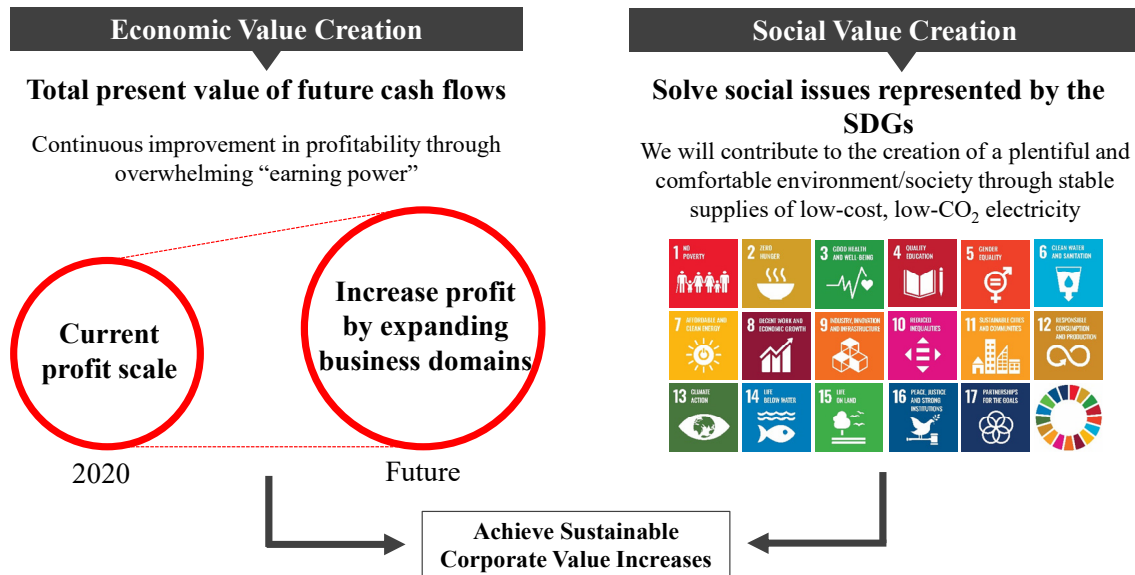 Economic Value Creation
Total present value of future cash flows
Continuous improvement in profitability through
overwhelming “earning power”
Current
profit scale
Increase profit
by expanding
business domains
2020
Future
Social Value Creation
Solve social issues represented by the
SDGs
We will contribute to the creation of a plentiful and
comfortable environment/society through stable
supplies of low-cost, low-CO₂ electricity
1 NO
POVERTY
2 ZERO
HUNGER
3 GOOD HEALTH
AND WELL-BEING
4 QUALITY
EDUCATION
5 GENDER
EQUALITY
6 CLEAN WATER
AND SANITATION
7 AFFORDABLE AND
CLEAN ENERGY
8 DECENT WORK AND
ECONOMIC GROWTH
9 INDUSTRY, INNOVATION
AND INFRASTRUCTURE
10 REDUCED
INEQUALITIES
11 SUSTAINABLE CITIES
AND COMMUNITIES
12 RESPONSIBLE
CONSUMPTION
AND PRODUCTION
13 CLIMATE
ACTION
14 LIFE
BELOW WATER
15 LIFE
ON LAND
16 PEACE, JUSTICE
AND STRONG
INSTITUTIONS
17 PARTNERSHIPS
FOR THE GOALS
Achieve Sustainable
Corporate Value Increases